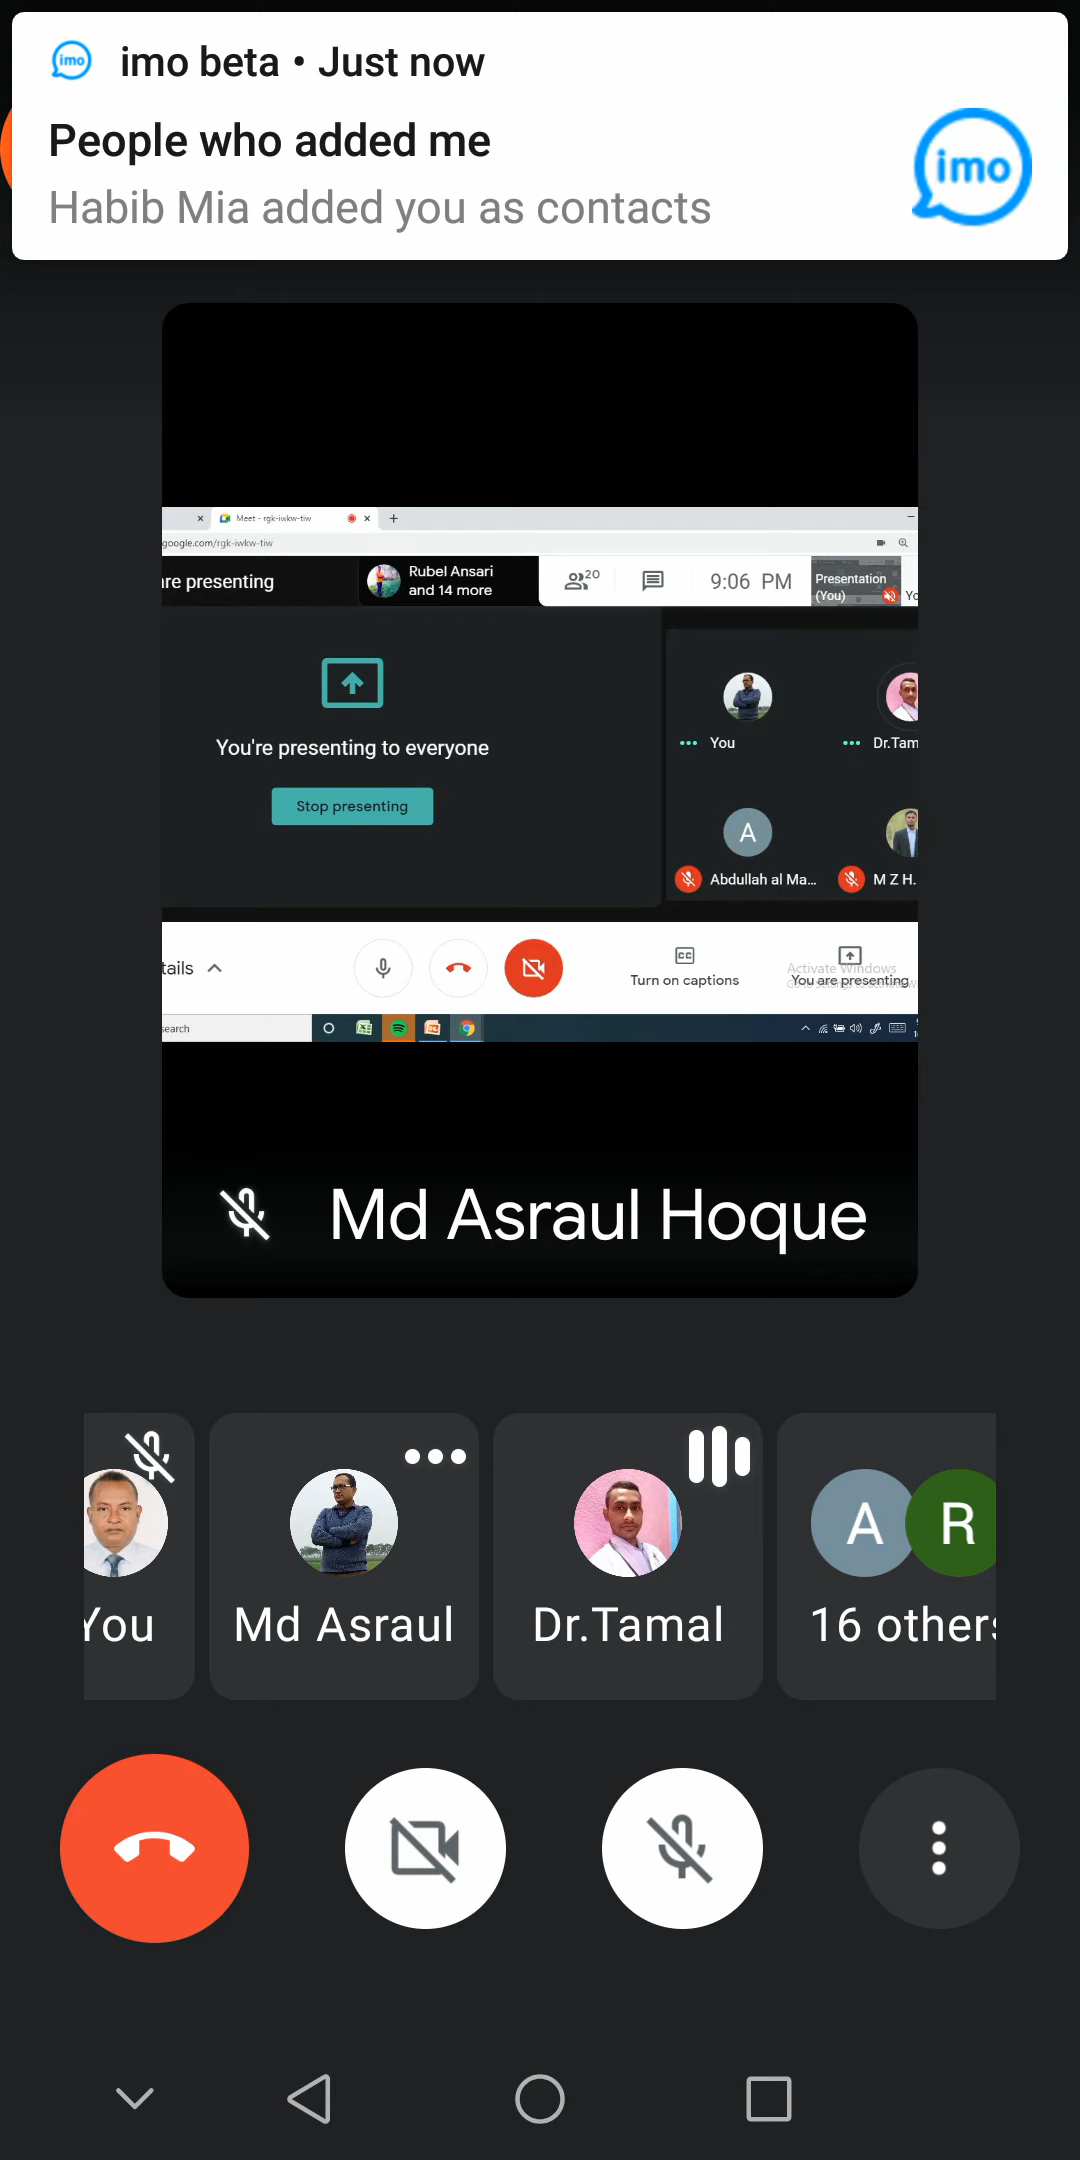 imo beta • Just now
People who added me
Habib Mia added you as contacts
imo
Meet - rgk-iwkw-tiw
google.com/rgk-iwkw-tiw
re presenting
Rubel Ansari
and 14 more
20
9:06 PM
Presentation
(You)
You're presenting to everyone
Stop presenting
You
Dr.Tam
A
Abdullah al Ma...
M Z H.
tails
Turn on captions
Activate Windows
You are presenting
search
Md Asraul Hoque
You
Md Asraul
Dr.Tamal
A R
16 others